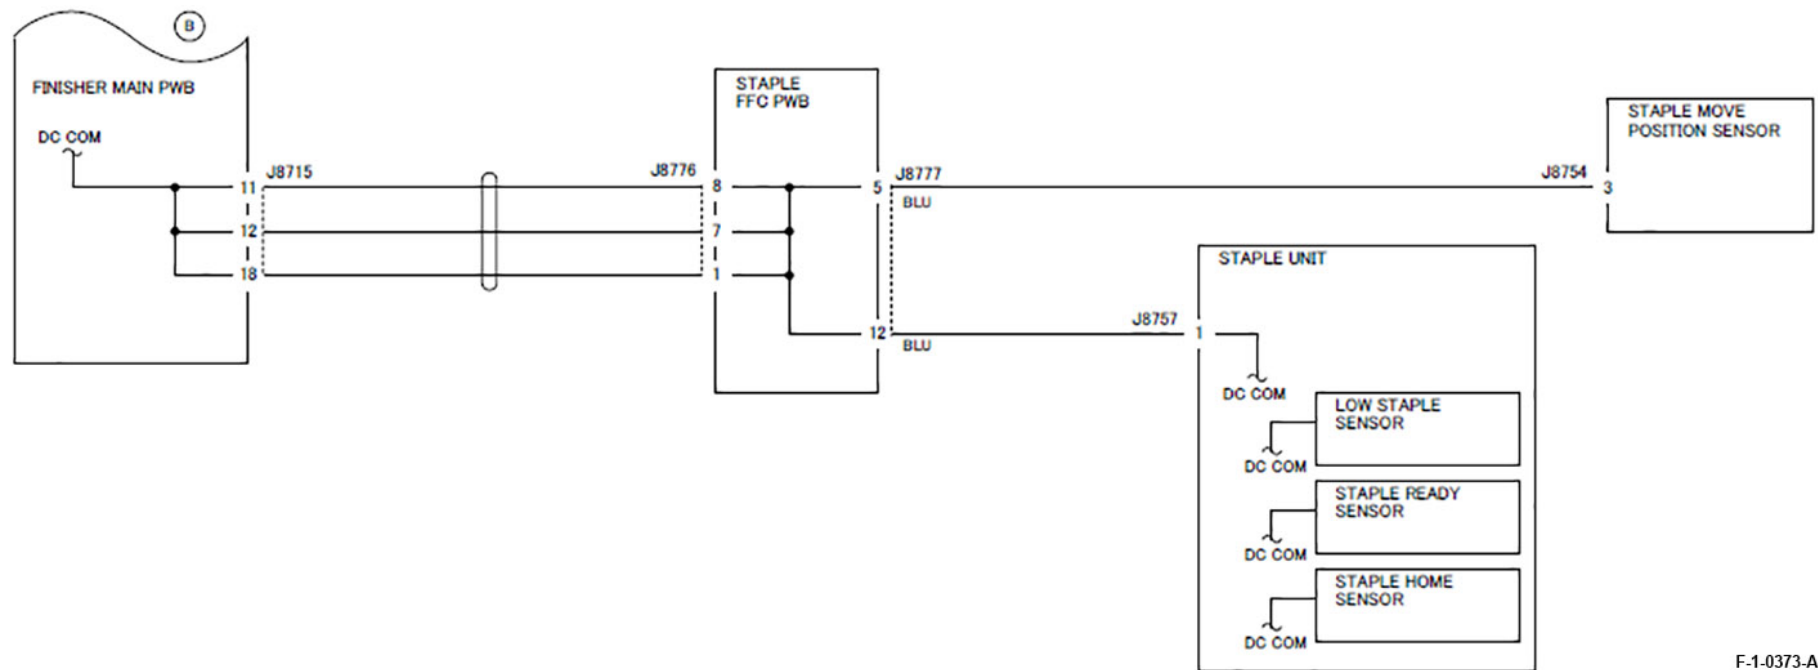 B
FINISHER MAIN PWB
DC COM
11 J8715
12
18
STAPLE
FFC PWB
J8776 8
7
1
5 J8777
BLU
12
BLU
J8754 3
STAPLE MOVE
POSITION SENSOR
STAPLE UNIT
J8757 1
DC COM
LOW STAPLE
SENSOR
DC COM
STAPLE READY
SENSOR
DC COM
STAPLE HOME
SENSOR
DC COM
F-1-0373-A